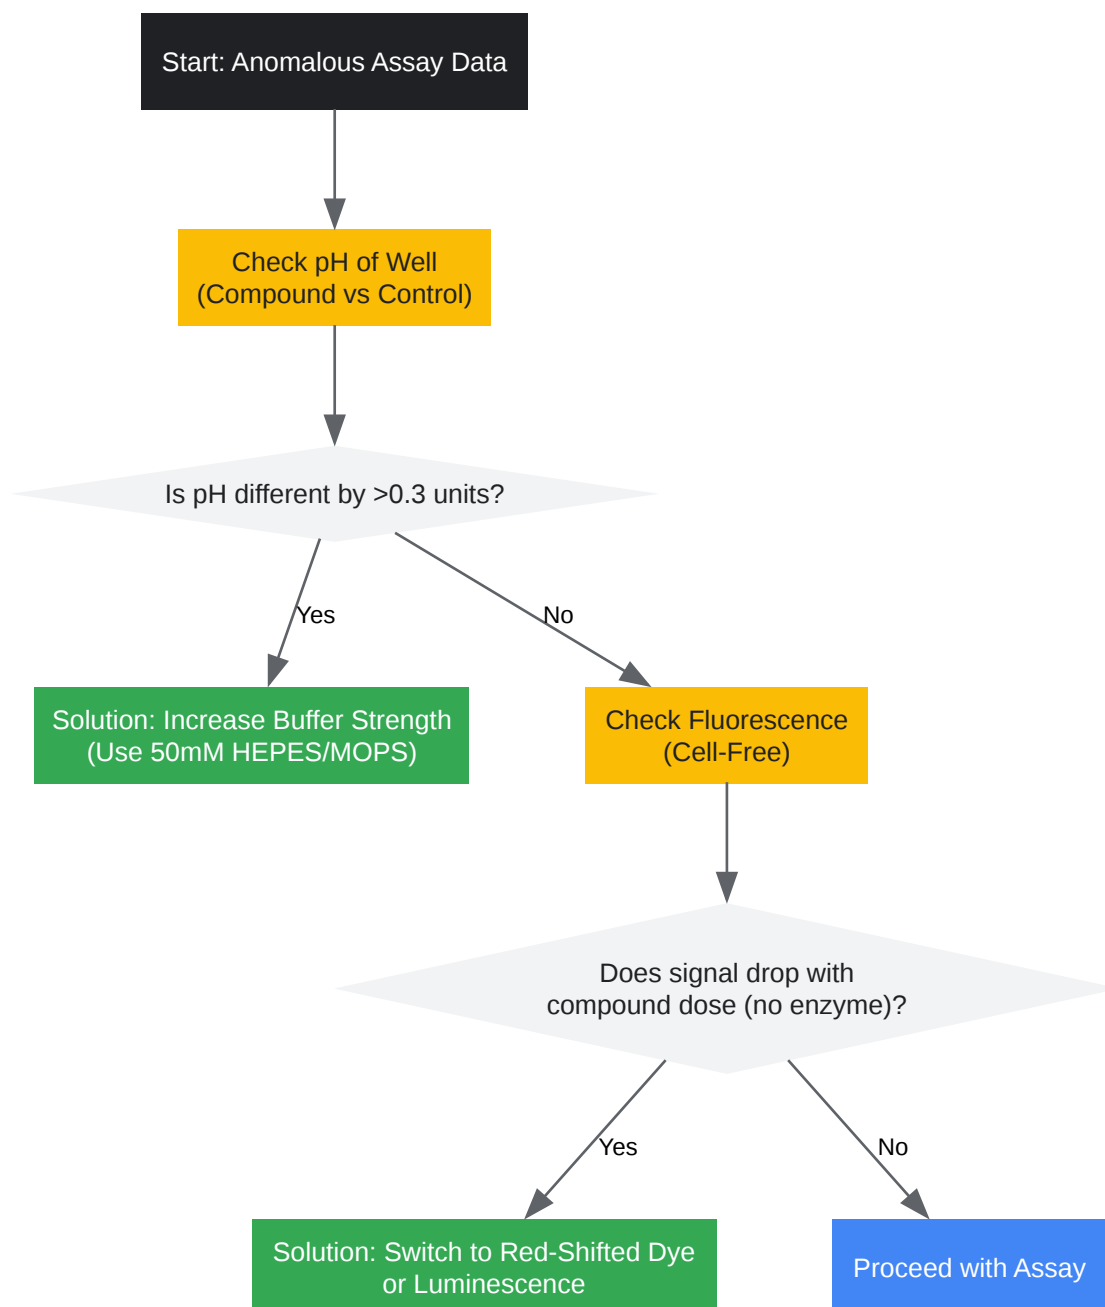 Start: Anomalous Assay Data
Check pH of Well
(Compound vs Control)
Is pH different by >0.3 units?
Yes
No
Solution: Increase Buffer Strength
(Use 50mM HEPES/MOPS)
Check Fluorescence
(Cell-Free)
Does signal drop with
compound dose (no enzyme)?
Yes
No
Solution: Switch to Red-Shifted Dye
or Luminescence
Proceed with Assay